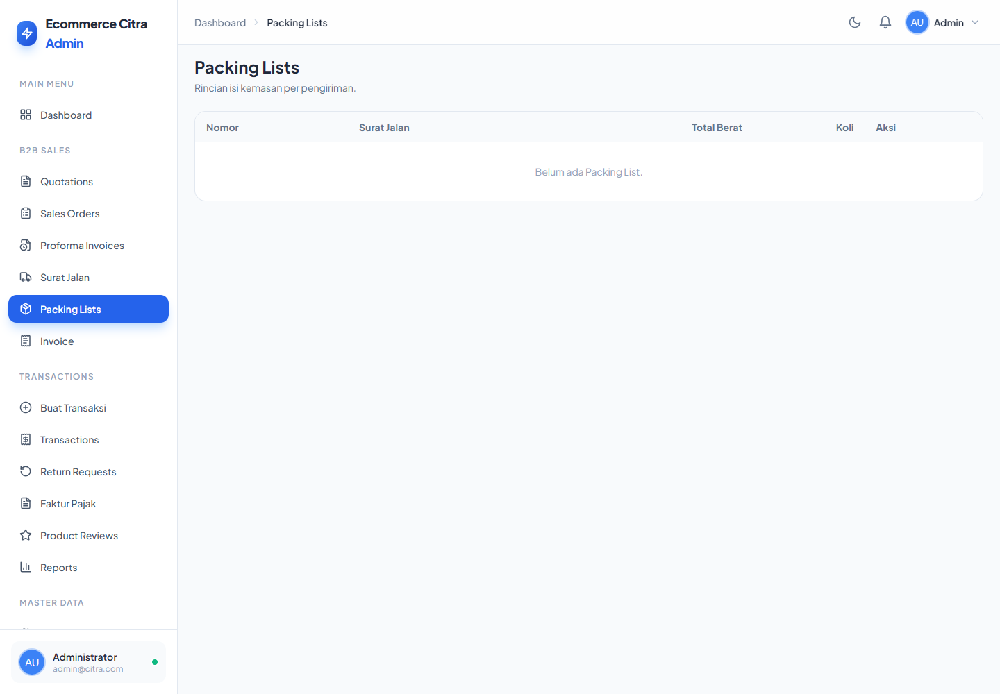 Ecommerce Citra
Admin
MAIN MENU
Dashboard
B2B SALES
Quotations
Sales Orders
Proforma Invoices
Surat Jalan
Packing Lists
Invoice
TRANSACTIONS
Buat Transaksi
Transactions
Return Requests
Faktur Pajak
Product Reviews
Reports
MASTER DATA
AU
Administrator
admin@citra.com
Dashboard
Packing Lists
AU
Admin
Packing Lists
Rincian isi kemasan per pengiriman.
Nomor
Surat Jalan
Total Berat
Koli
Aksi
Belum ada Packing List.